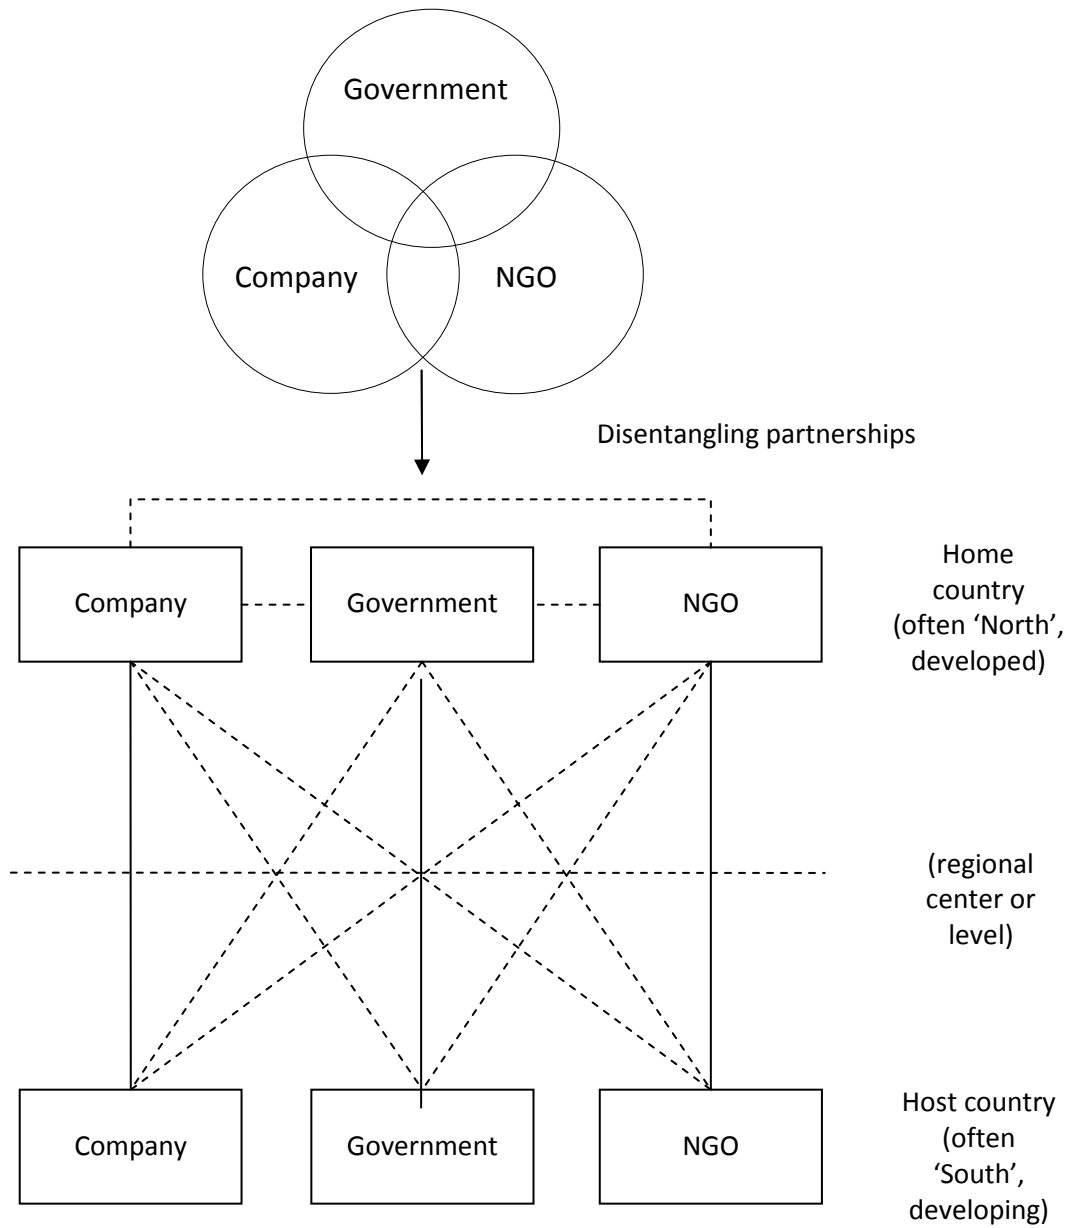 Government
Company
NGO
Disentangling partnerships
Company
Government
NGO
Home
country
(often ‘North’,
developed)
(regional
center or
level)
Company
Government
NGO
Host country
(often
‘South’,
developing)